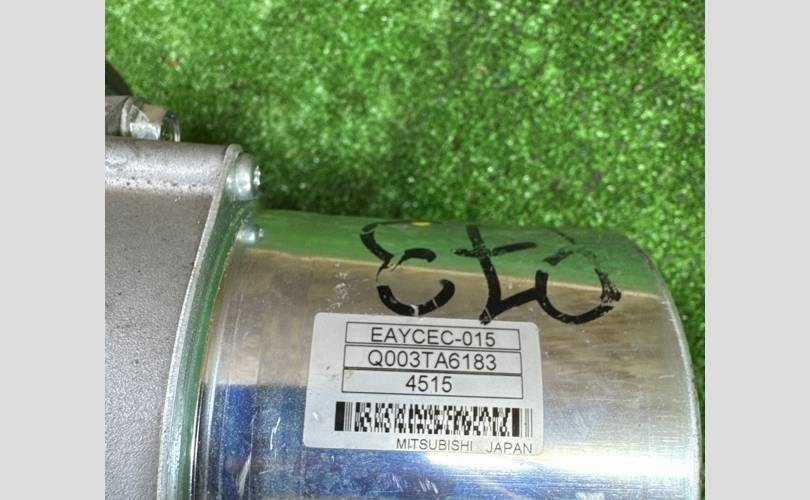 EAYCEC-015
Q003TA6183
4515
MITSUBISHI JAPAN